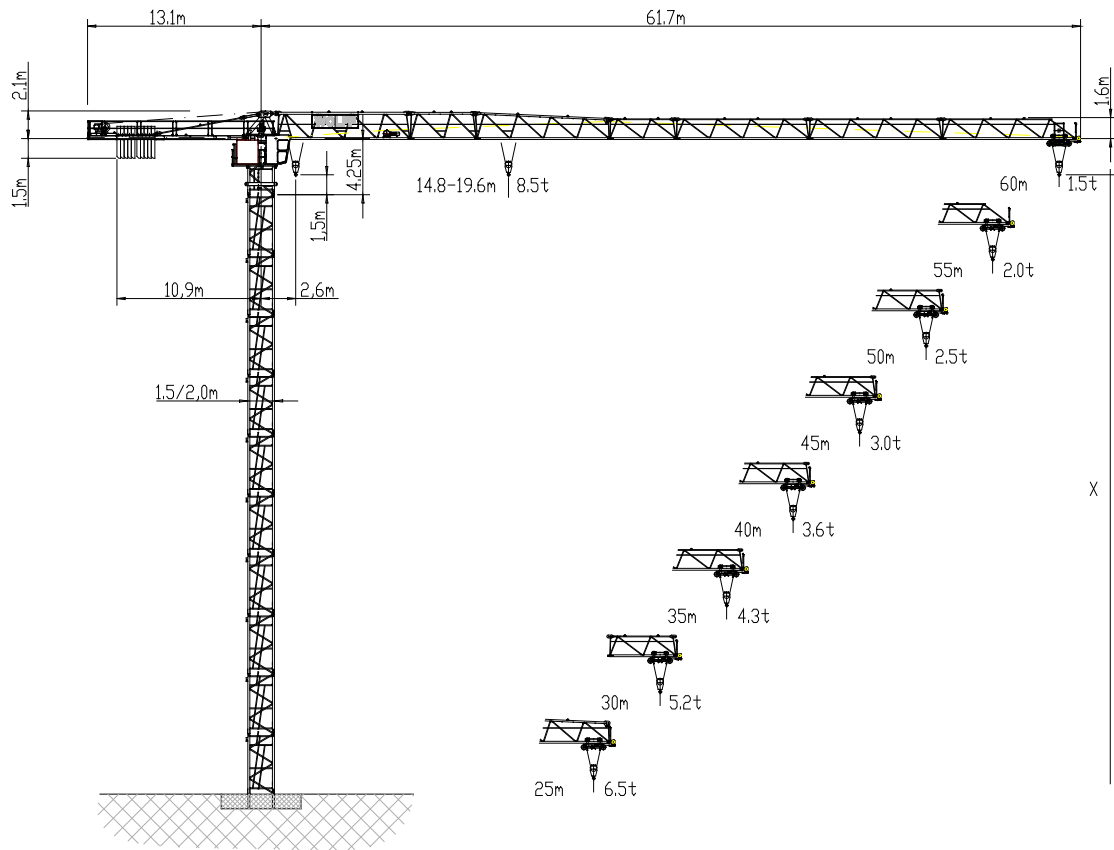 13.1m
61.7m
2.1m
1.6m
1.5m
4.25m
14.8-19.6m 8.5t
60m 1.5t
1,5m
55m 2.0t
10,9m
2,6m
50m 2.5t
1.5/2,0m
45m 3.0t
X
40m 3.6t
35m 4.3t
30m 5.2t
25m 6.5t